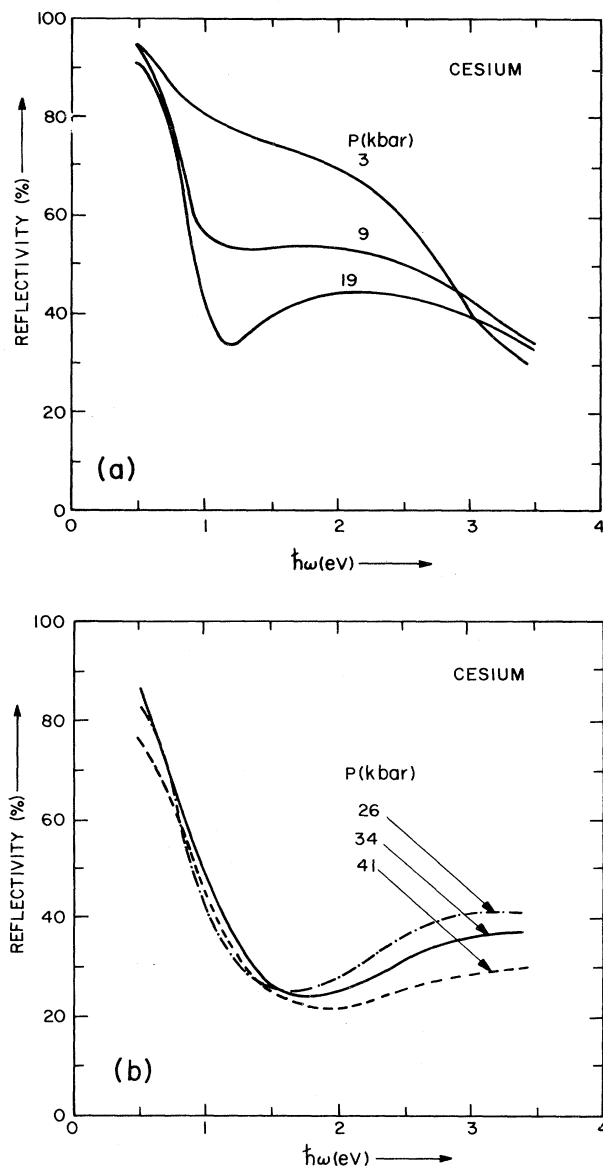 100
80
60
40
20
0
REFLECTIVITY (%)
CESIUM
P(kbar)
3
9
19
(a)
0
1
2
3
4
ħω(eV)
100
80
60
40
20
0
REFLECTIVITY (%)
CESIUM
P(kbar)
26
34
41
(b)
0
1
2
3
4
ħω(eV)